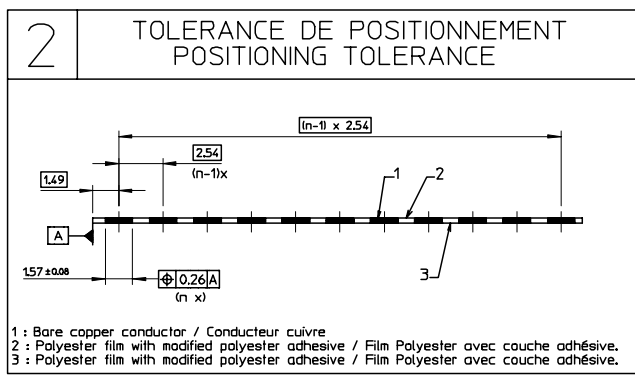 2
TOLERANCE DE POSITIONNEMENT
POSITIONING TOLERANCE
(n-1) x 2.54
2.54
(n-1)x
1.49
1
2
A
3
1.57 ±0.08
⌖ 0.26 A
(n x)
1 : Bare copper conductor / Conducteur cuivre
2 : Polyester film with modified polyester adhesive / Film Polyester avec couche adhésive.
3 : Polyester film with modified polyester adhesive / Film Polyester avec couche adhésive.